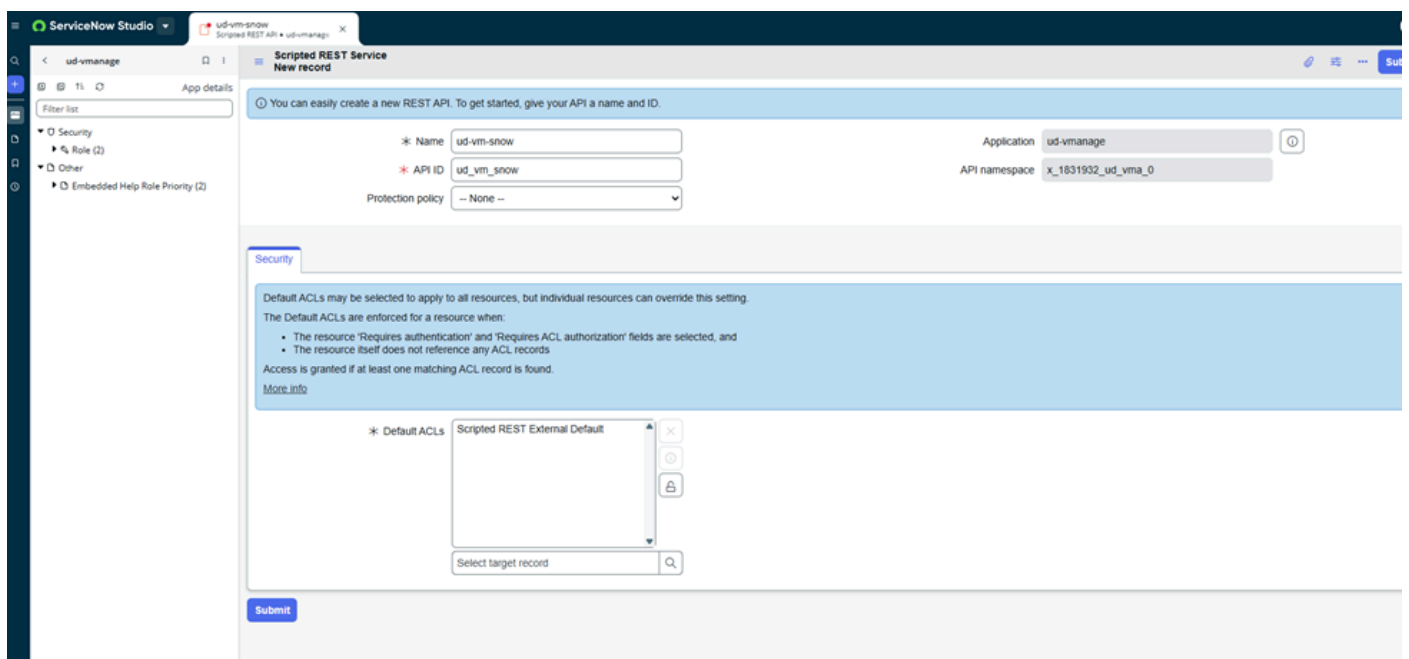 ServiceNow Studio
ud-vm-snow
Scripted REST API • ud-vmanage
ud-vmanage
App details
Filter list
Security
Role (2)
Other
Embedded Help Role Priority (2)
Scripted REST Service
New record
Sub
You can easily create a new REST API. To get started, give your API a name and ID.
Name ud-vm-snow
Application ud-vmanage
API ID ud_vm_snow
API namespace x_1831932_ud_vma_0
Protection policy -- None --
Security
Default ACLs may be selected to apply to all resources, but individual resources can override this setting.
The Default ACLs are enforced for a resource when:
• The resource 'Requires authentication' and 'Requires ACL authorization' fields are selected, and
• The resource itself does not reference any ACL records
Access is granted if at least one matching ACL record is found.
More info
Default ACLs Scripted REST External Default
Select target record
Submit